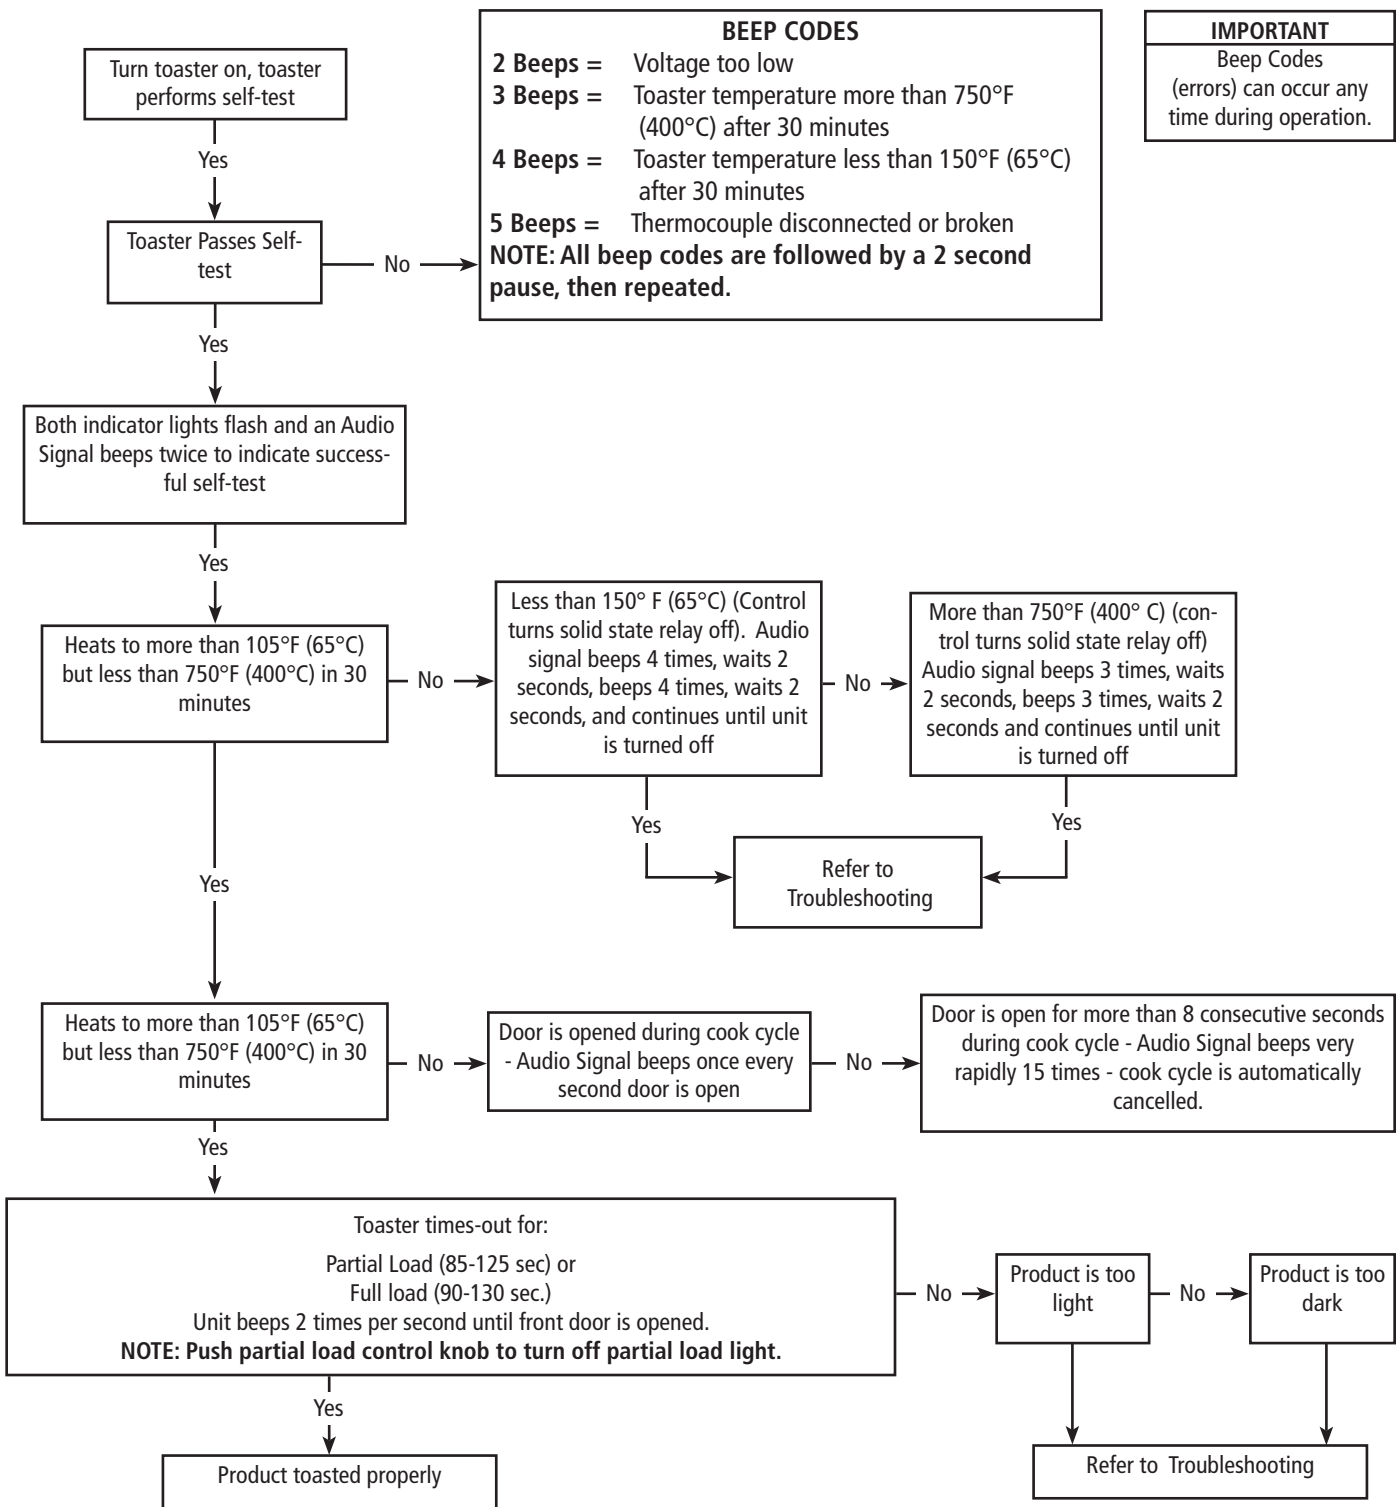 Turn toaster on, toaster
performs self-test
Yes
Toaster Passes Self-
test
No
BEEP CODES
2 Beeps = Voltage too low
3 Beeps = Toaster temperature more than 750°F
(400°C) after 30 minutes
4 Beeps = Toaster temperature less than 150°F (65°C)
after 30 minutes
5 Beeps = Thermocouple disconnected or broken
NOTE: All beep codes are followed by a 2 second
pause, then repeated.
IMPORTANT
Beep Codes
(errors) can occur any
time during operation.
Yes
Both indicator lights flash and an Audio
Signal beeps twice to indicate success-
ful self-test
Yes
Heats to more than 105°F (65°C)
but less than 750°F (400°C) in 30
minutes
No
Less than 150° F (65°C) (Control
turns solid state relay off). Audio
signal beeps 4 times, waits 2
seconds, beeps 4 times, waits 2
seconds, and continues until unit
is turned off
No
More than 750°F (400° C) (con-
trol turns solid state relay off)
Audio signal beeps 3 times, waits
2 seconds, beeps 3 times, waits 2
seconds and continues until unit
is turned off
Yes
Yes
Refer to
Troubleshooting
Yes
Heats to more than 105°F (65°C)
but less than 750°F (400°C) in 30
minutes
No
Door is opened during cook cycle
- Audio Signal beeps once every
second door is open
No
Door is open for more than 8 consecutive seconds
during cook cycle - Audio Signal beeps very
rapidly 15 times - cook cycle is automatically
cancelled.
Yes
Toaster times-out for:
Partial Load (85-125 sec) or
Full load (90-130 sec.)
Unit beeps 2 times per second until front door is opened.
NOTE: Push partial load control knob to turn off partial load light.
No
Product is too
light
No
Product is too
dark
Yes
Product toasted properly
Refer to Troubleshooting